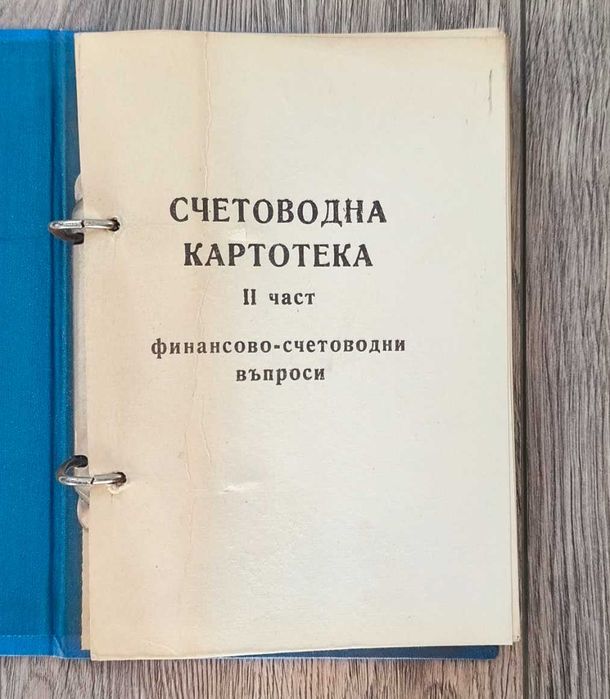 СЧЕТОВОДНА
КАРТОТЕКА
II част
финансово-счетоводни
въпроси